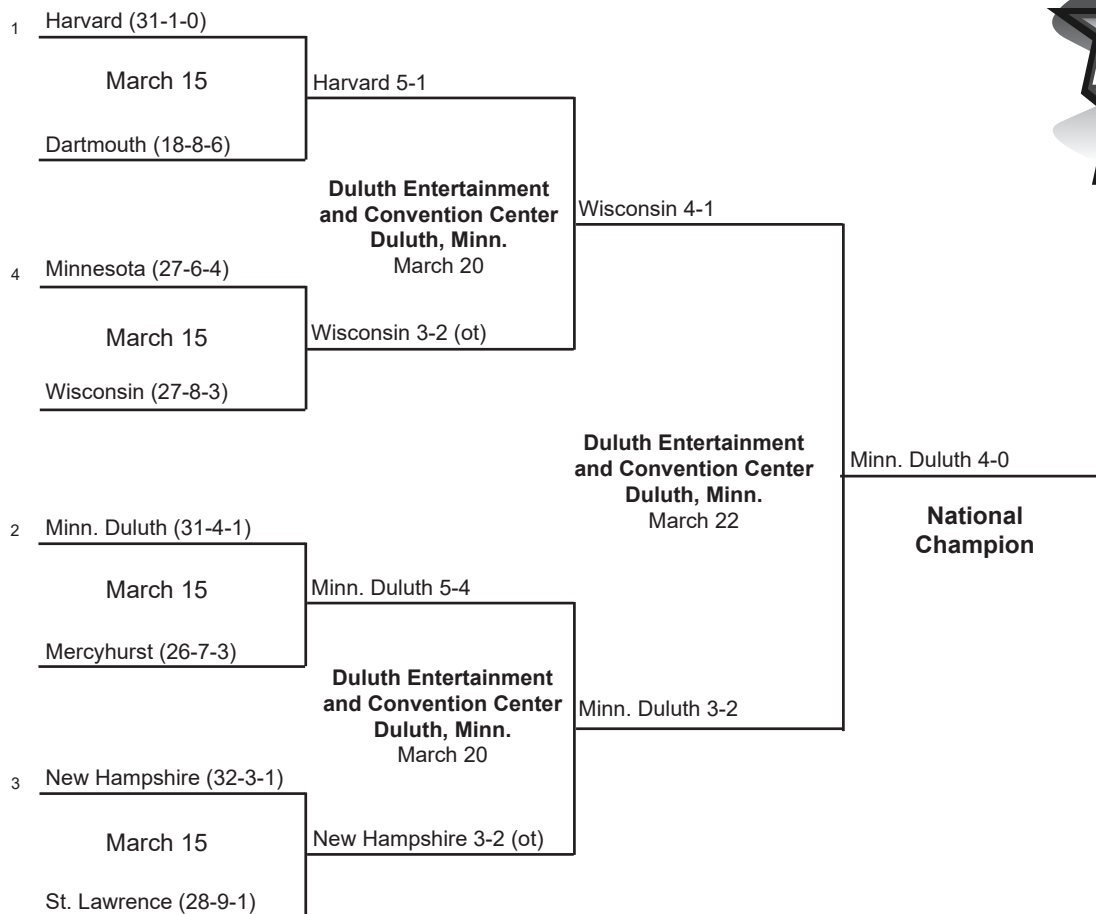 1 Harvard (31-1-0)
March 15
Dartmouth (18-8-6)
Harvard 5-1
4 Minnesota (27-6-4)
March 15
Wisconsin (27-8-3)
Wisconsin 3-2 (ot)
Duluth Entertainment
and Convention Center
Duluth, Minn.
March 20
Wisconsin 4-1
2 Minn. Duluth (31-4-1)
March 15
Mercyhurst (26-7-3)
Minn. Duluth 5-4
3 New Hampshire (32-3-1)
March 15
St. Lawrence (28-9-1)
New Hampshire 3-2 (ot)
Duluth Entertainment
and Convention Center
Duluth, Minn.
March 20
Minn. Duluth 3-2
Duluth Entertainment
and Convention Center
Duluth, Minn.
March 22
Minn. Duluth 4-0
National
Champion